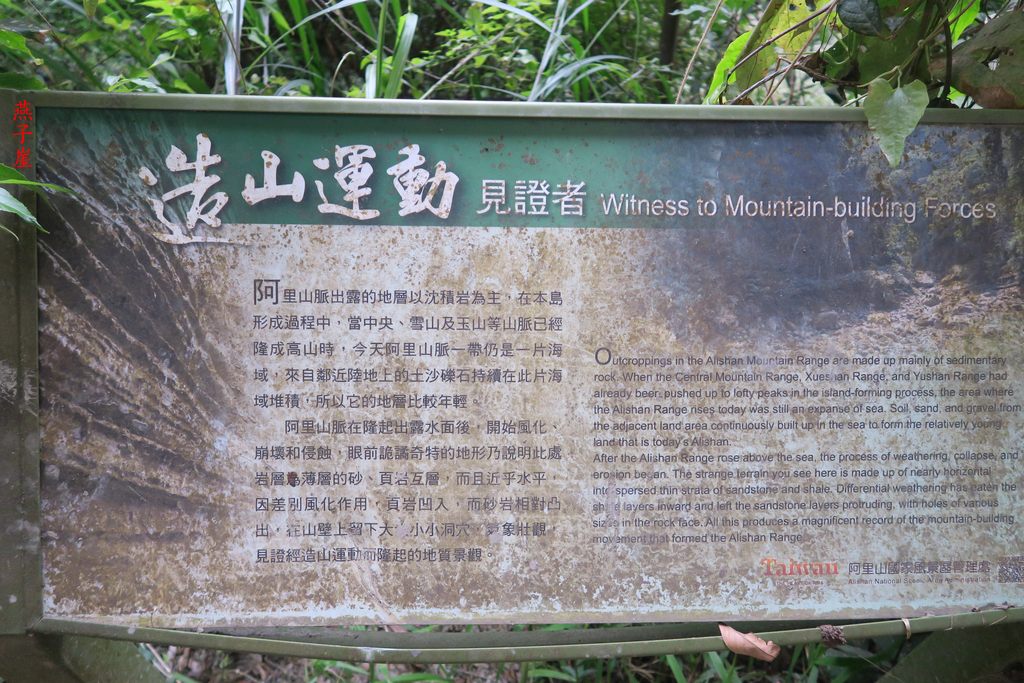 燕子崖
造山運動 見證者 Witness to Mountain-building Forces
阿里山脈出露的地層以沈積岩為主，在本島
形成過程中，當中央、雪山及玉山等山脈已經
隆成高山時，今天阿里山脈一帶仍是一片海
域，來自鄰近陸地上的土沙礫石持續在此片海
域堆積，所以它的地層比較年輕。
阿里山脈在隆起出露水面後，開始風化、
崩壞和侵蝕，眼前詭譎奇特的地形乃說明此處
岩層為薄層的砂、頁岩互層，而且近乎水平，
因差別風化作用，頁岩凹入，而砂岩相對凸
出，在山壁上留下大小小洞穴，象壯觀，
見證經造山運動而隆起的地質景觀。
Outcroppings in the Alishan Mountain Range are made up mainly of sedimentary
rock. When the Central Mountain Range, Xueshan Range, and Yushan Range had
already been pushed up to lofty peaks in the island-forming process, the area where
the Alishan Range rises today was still an expanse of sea. Soil, sand, and gravel from
the adjacent land area continuously built up in the sea to form the relatively young
land that is today's Alishan.
After the Alishan Range rose above the sea, the process of weathering, collapse, and
erosion began. The strange terrain you see here is made up of nearly horizontal
interspersed thin strata of sandstone and shale. Differential weathering has eaten the
shale layers inward and left the sandstone layers protruding, with holes of various
sizes in the rock face. All this produces a magnificent record of the mountain-building
movement that formed the Alishan Range.
Taiwan 阿里山國家風景區管理處
Alishan National Scenic Area Administration